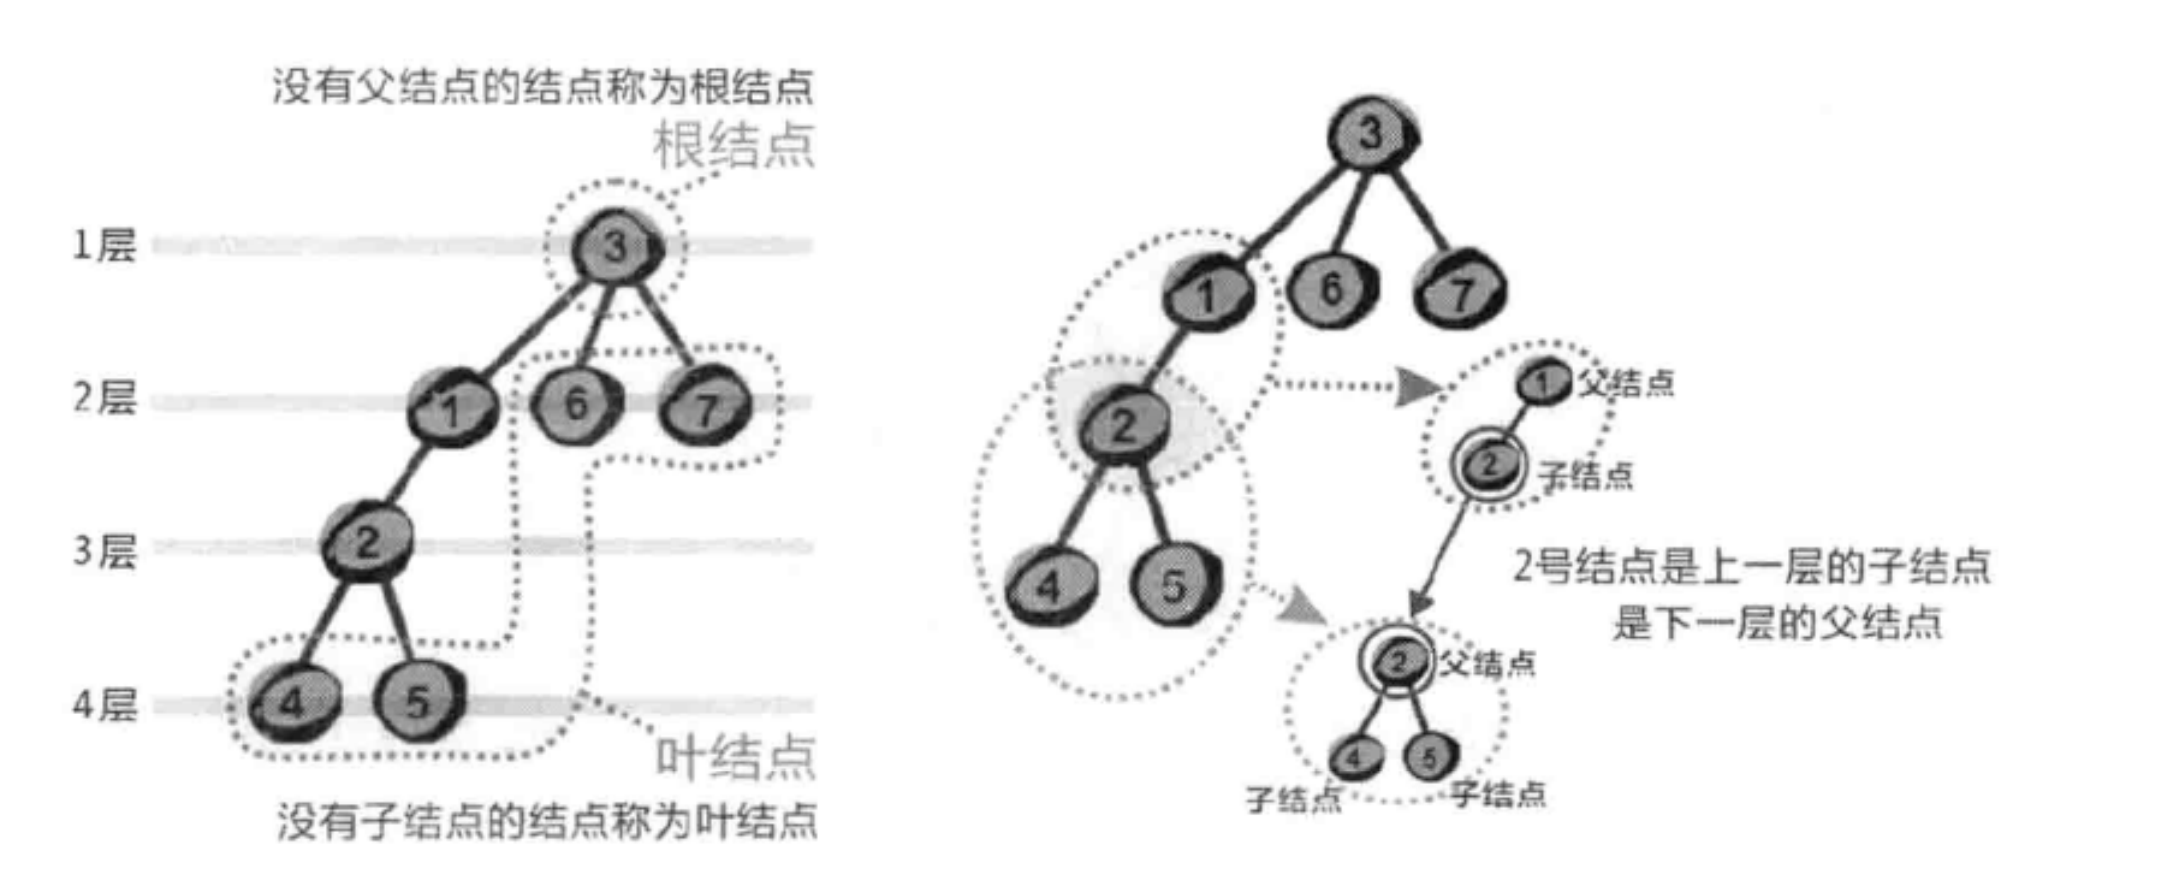 没有父结点的结点称为根结点
根结点
1层
3
2层
1
6
7
3层
2
4层
4
5
叶结点
没有子结点的结点称为叶结点
3
1
6
7
2
4
5
1
父结点
2
子结点
2号结点是上一层的子结点
是下一层的父结点
2
父结点
4
5
子结点
子结点